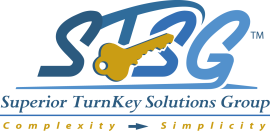 STSG™
Superior TurnKey Solutions Group
Complexity → Simplicity